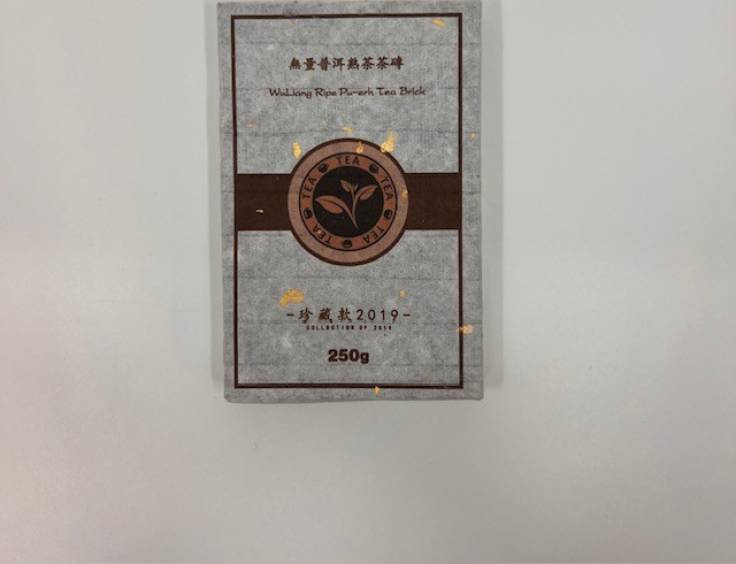 無量普洱熟茶茶磚
WuLiang Ripe Pu-erh Tea Brick
TEA TEA TEA TEA TEA
-珍藏款2019-
COLLECTION OF 2019
250g